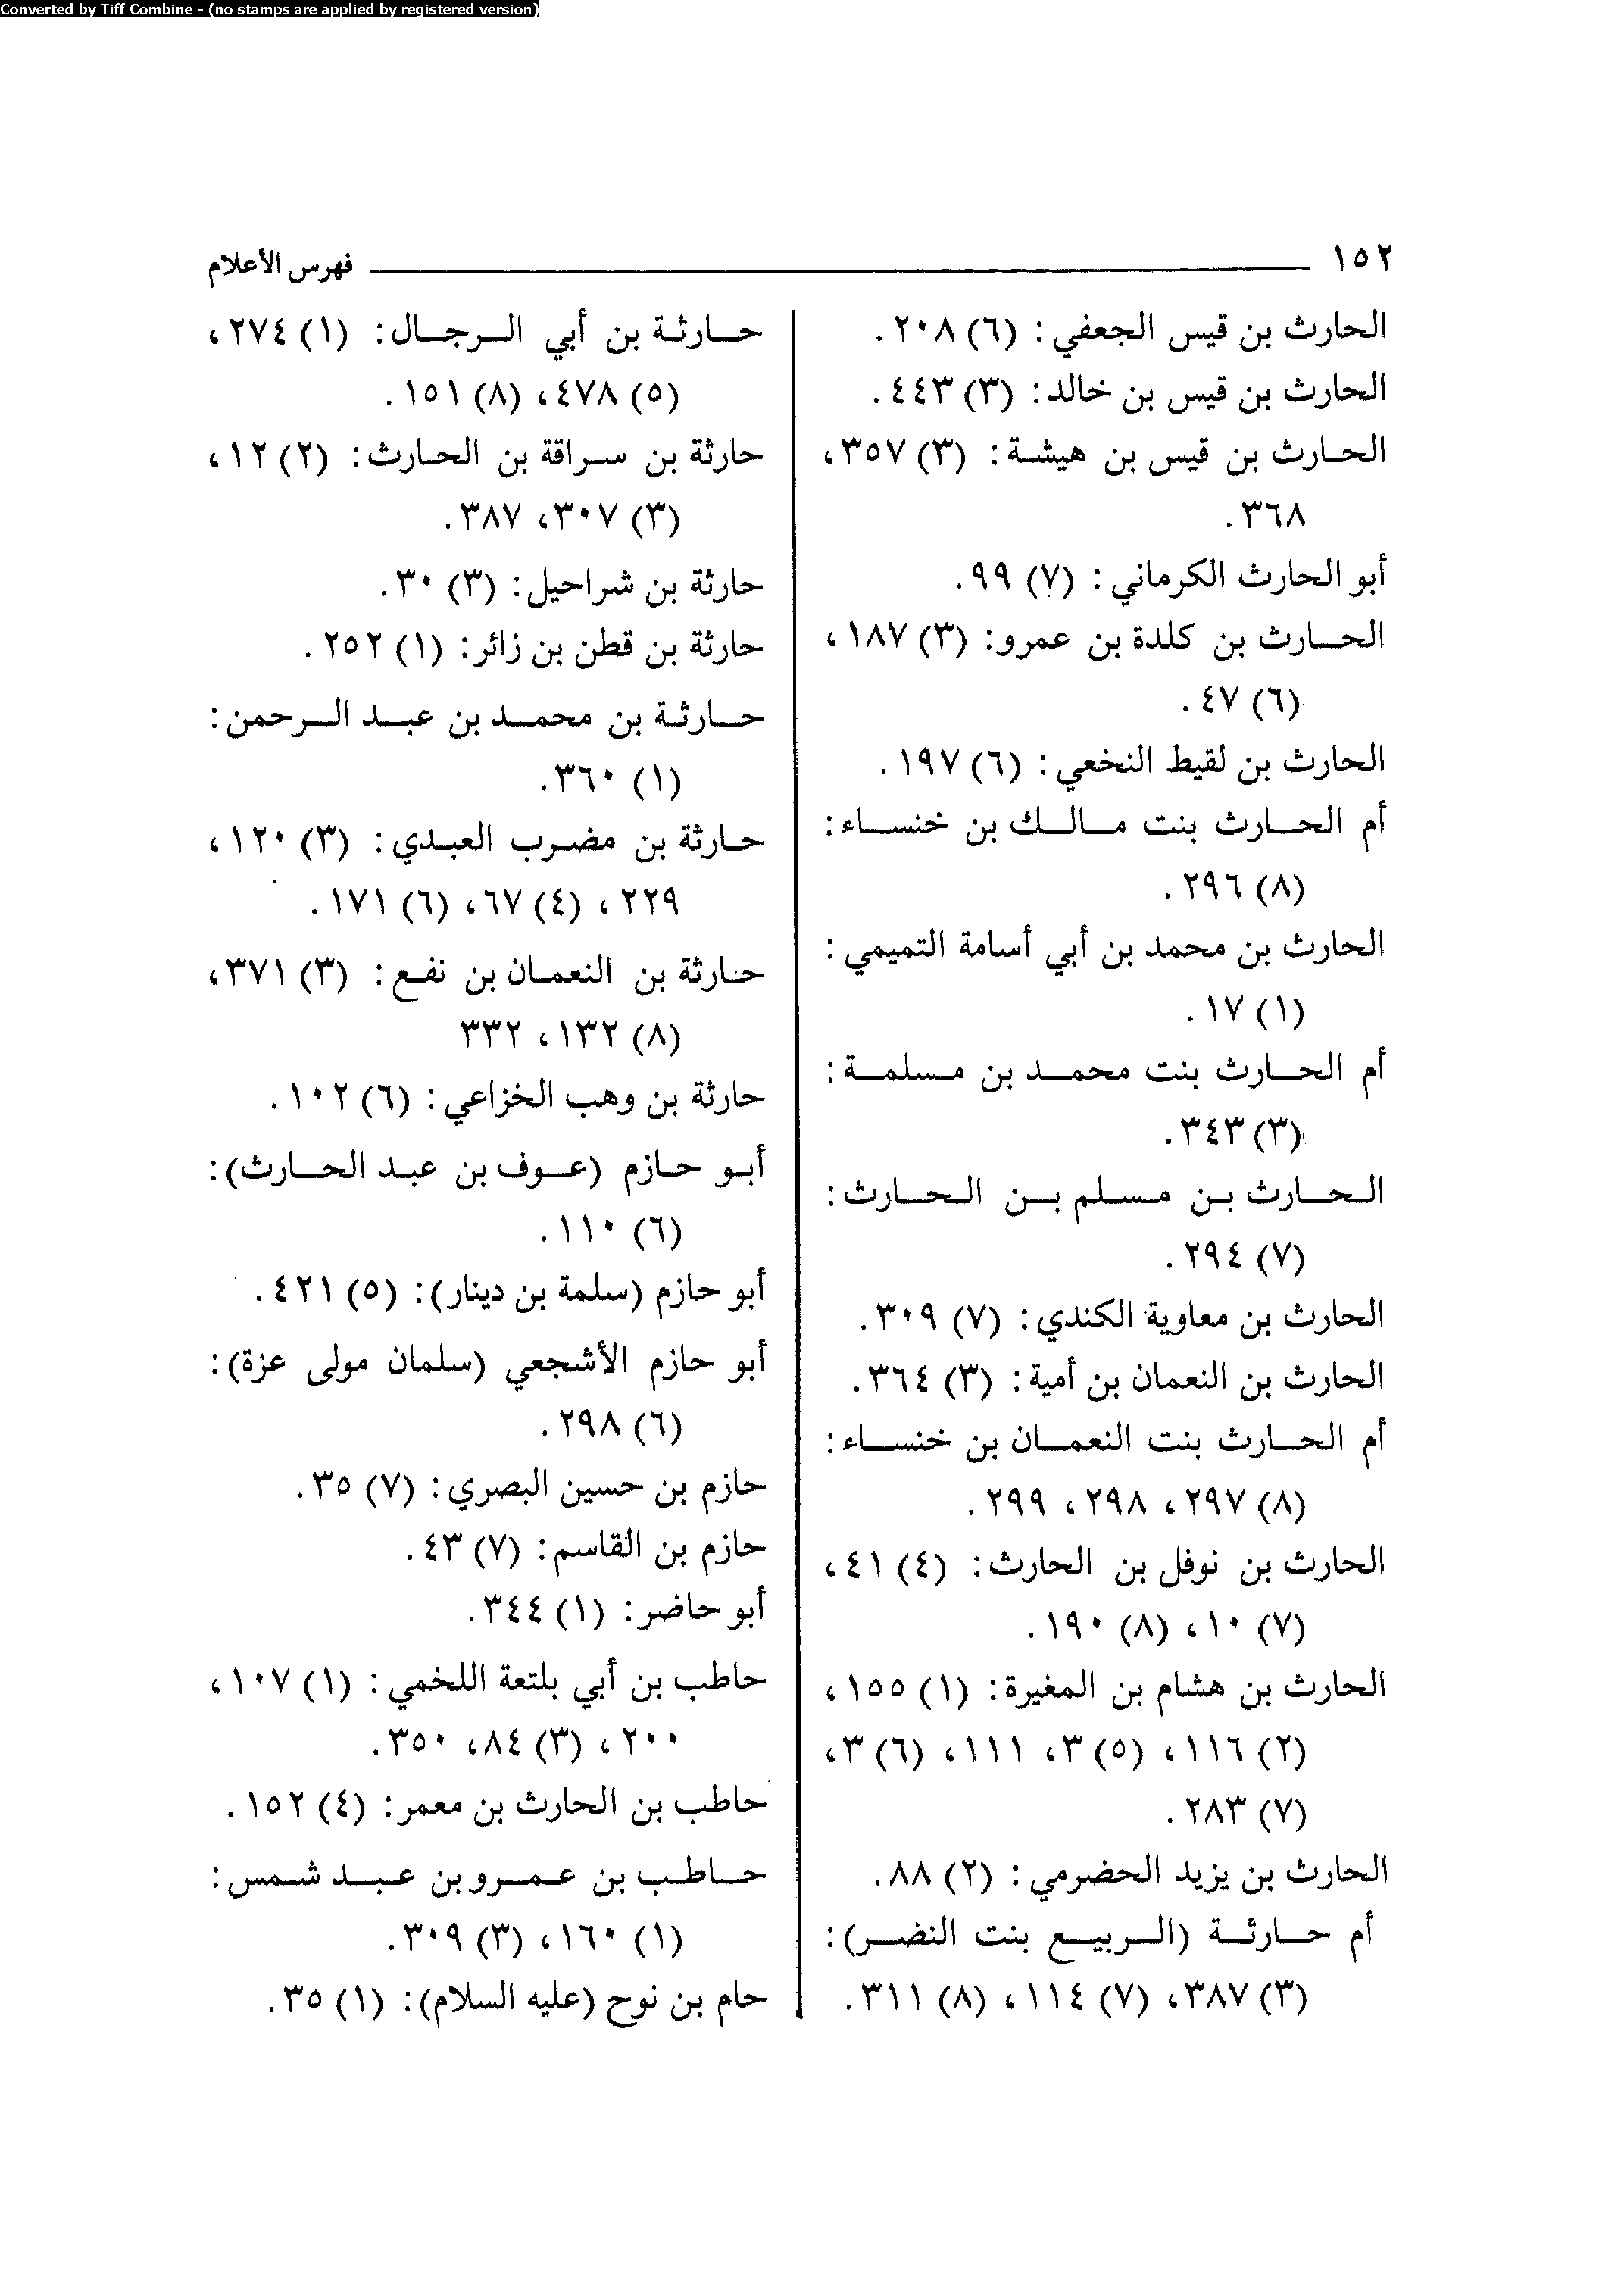 Converted by Tiff Combine - (no stamps are applied by registered version)
١٥٢ فهرس الأعلام
الحارث بن قيس الجعفي: (٦) ٢٠٨.
الحارث بن قيس بن خالد: (٣) ٤٤٣.
الحارث بن قيس بن هيشة: (٣) ٣٥٧،
٣٦٨.
أبو الحارث الكرماني: (٧) ٩٩.
الحارث بن كلدة بن عمرو: (٣) ١٨٧،
(٦) ٤٧.
الحارث بن لقيط النخعي: (٦) ١٩٧.
أم الحارث بنت مالك بن خنساء:
(٨) ٢٩٦.
الحارث بن محمد بن أبي أسامة التميمي:
(١) ١٧.
أم الحارث بنت محمد بن مسلمة:
(٣) ٣٤٣.
الحارث بن مسلم بن الحارث:
(٧) ٢٩٤.
الحارث بن معاوية الكندي: (٧) ٣٠٩.
الحارث بن النعمان بن أمية: (٣) ٣٦٤.
أم الحارث بنت النعمان بن خنساء:
(٨) ٢٩٧، ٢٩٨، ٢٩٩.
الحارث بن نوفل بن الحارث: (٤) ٤١،
(٧) ١٠، (٨) ١٩٠.
الحارث بن هشام بن المغيرة: (١) ١٥٥،
(٢) ١١٦، (٥) ٣، ١١١، (٦) ٣،
(٧) ٢٨٣.
الحارث بن يزيد الحضرمي: (٢) ٨٨.
أم حارثة (الربيع بنت النضر):
(٣) ٣٨٧، (٧) ١١٤، (٨) ٣١١.
حارثة بن أبي الرجال: (١) ٢٧٤،
(٥) ٤٧٨، (٨) ١٥١.
حارثة بن سراقة بن الحارث: (٢) ١٢،
(٣) ٣٠٧، ٣٨٧.
حارثة بن شراحيل: (٣) ٣٠.
حارثة بن قطن بن زائر: (١) ٢٥٢.
حارثة بن محمد بن عبد الرحمن:
(١) ٣٦٠.
حارثة بن مضرب العبدي: (٣) ١٢٠،
٢٢٩، (٤) ٦٧، (٦) ١٧١.
حارثة بن النعمان بن نفع: (٣) ٣٧١،
(٨) ١٣٢، ٣٣٢
حارثة بن وهب الخزاعي: (٦) ١٠٢.
أبو حازم (عوف بن عبد الحارث):
(٦) ١١٠.
أبو حازم (سلمة بن دينار): (٥) ٤٢١.
أبو حازم الأشجعي (سلمان مولى عزة):
(٦) ٢٩٨.
حازم بن حسين البصري: (٧) ٣٥.
حازم بن القاسم: (٧) ٤٣.
أبو حاضر: (١) ٣٤٤.
حاطب بن أبي بلتعة اللخمي: (١) ١٠٧،
٢٠٠، (٣) ٨٤، ٣٥٠.
حاطب بن الحارث بن معمر: (٤) ١٥٢.
حاطب بن عمرو بن عبد شمس:
(١) ١٦٠، (٣) ٣٠٩.
حام بن نوح (عليه السلام): (١) ٣٥.